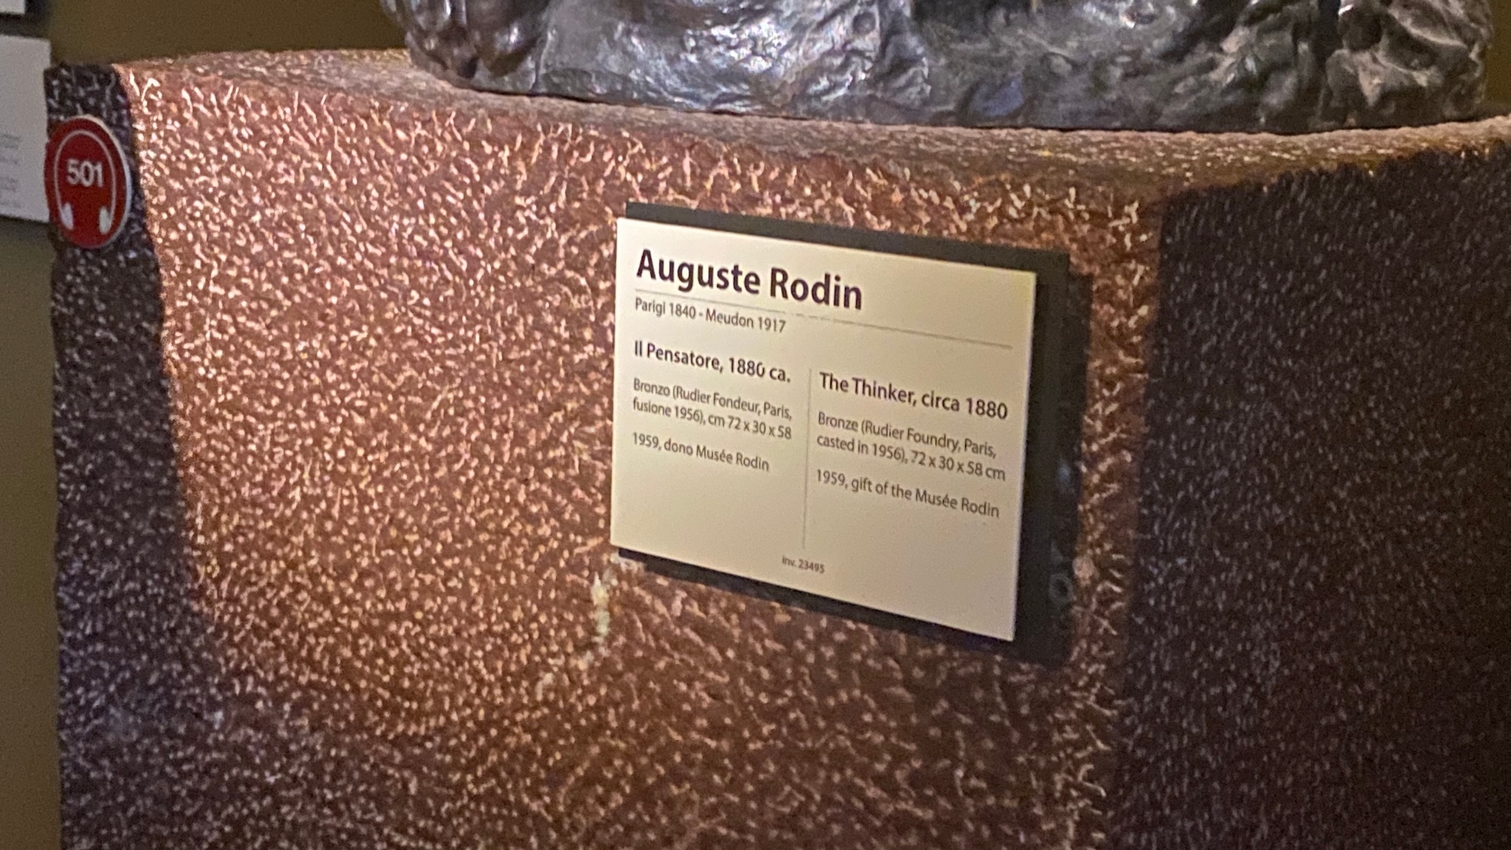 501
Auguste Rodin
Parigi 1840 - Meudon 1917
Il Pensatore, 1880 ca.
Bronzo (Rudier Fondeur, Paris,
fusione 1956), cm 72 x 30 x 58
1959, dono Musée Rodin
The Thinker, circa 1880
Bronze (Rudier Foundry, Paris,
casted in 1956), 72 x 30 x 58 cm
1959, gift of the Musée Rodin
inv. 23495